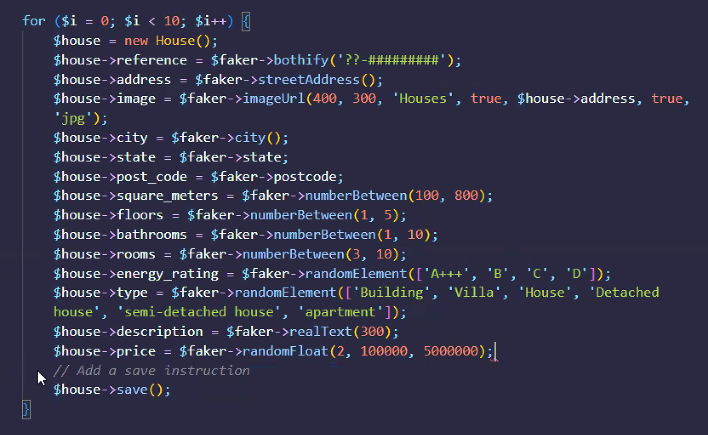 for ($i = 0; $i < 10; $i++) {
$house = new House();
$house->reference = $faker->bothify('??-#########');
$house->address = $faker->streetAddress();
$house->image = $faker->imageUrl(400, 300, 'Houses', true, $house->address, true,
'jpg');
$house->city = $faker->city();
$house->state = $faker->state;
$house->post_code = $faker->postcode;
$house->square_meters = $faker->numberBetween(100, 800);
$house->floors = $faker->numberBetween(1, 5);
$house->bathrooms = $faker->numberBetween(1, 10);
$house->rooms = $faker->numberBetween(3, 10);
$house->energy_rating = $faker->randomElement(['A+++', 'B', 'C', 'D']);
$house->type = $faker->randomElement(['Building', 'Villa', 'House', 'Detached
house', 'semi-detached house', 'apartment']);
$house->description = $faker->realText(300);
$house->price = $faker->randomFloat(2, 100000, 5000000);
// Add a save instruction
$house->save();
}